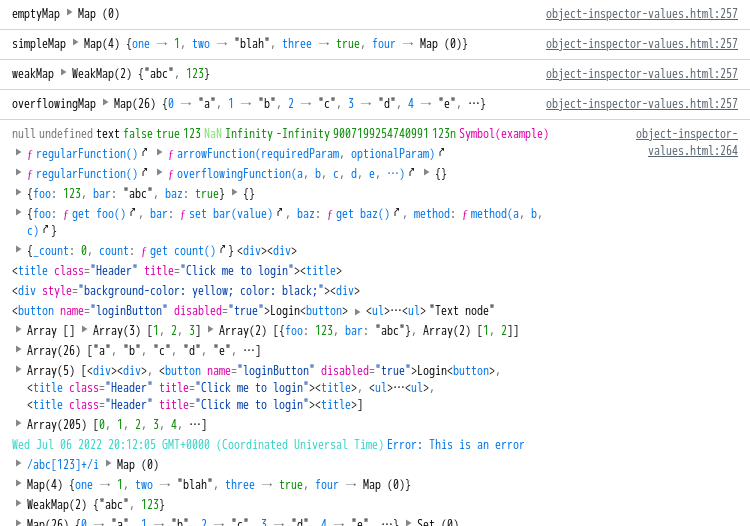 emptyMap ▶ Map (0) object-inspector-values.html:257
simpleMap ▶ Map(4) {one → 1, two → "blah", three → true, four → Map (0)} object-inspector-values.html:257
weakMap ▶ WeakMap(2) {"abc", 123} object-inspector-values.html:257
overflowingMap ▶ Map(26) {0 → "a", 1 → "b", 2 → "c", 3 → "d", 4 → "e", …} object-inspector-values.html:257
null undefined text false true 123 NaN Infinity -Infinity 9007199254740991 123n Symbol(example) object-inspector-
values.html:264
▶ ƒ regularFunction() ↗ ▶ ƒ arrowFunction(requiredParam, optionalParam) ↗
▶ ƒ regularFunction() ↗ ▶ ƒ overflowingFunction(a, b, c, d, e, …) ↗ ▶ {}
▶ {foo: 123, bar: "abc", baz: true} ▶ {}
▶ {foo: ƒ get foo() ↗, bar: ƒ set bar(value) ↗, baz: ƒ get baz() ↗, method: ƒ method(a, b,
c) ↗}
▶ {_count: 0, count: ƒ get count() ↗} <div><div>
<title class="Header" title="Click me to login"><title>
<div style="background-color: yellow; color: black;"><div>
<button name="loginButton" disabled="true">Login<button> ▶ <ul>⋯<ul> "Text node"
▶ Array [] ▶ Array(3) [1, 2, 3] ▶ Array(2) [{foo: 123, bar: "abc"}, Array(2) [1, 2]]
▶ Array(26) ["a", "b", "c", "d", "e", …]
▶ Array(5) [<div><div>, <button name="loginButton" disabled="true">Login<button>,
<title class="Header" title="Click me to login"><title>, <ul>⋯<ul>,
<title class="Header" title="Click me to login"><title>]
▶ Array(205) [0, 1, 2, 3, 4, …]
Wed Jul 06 2022 20:12:05 GMT+0000 (Coordinated Universal Time) Error: This is an error
▶ /abc[123]+/i ▶ Map (0)
▶ Map(4) {one → 1, two → "blah", three → true, four → Map (0)}
▶ WeakMap(2) {"abc", 123}
▶ Map(26) {0 → "a", 1 → "b", 2 → "c", 3 → "d", 4 → "e", …} ▶ Set (0)